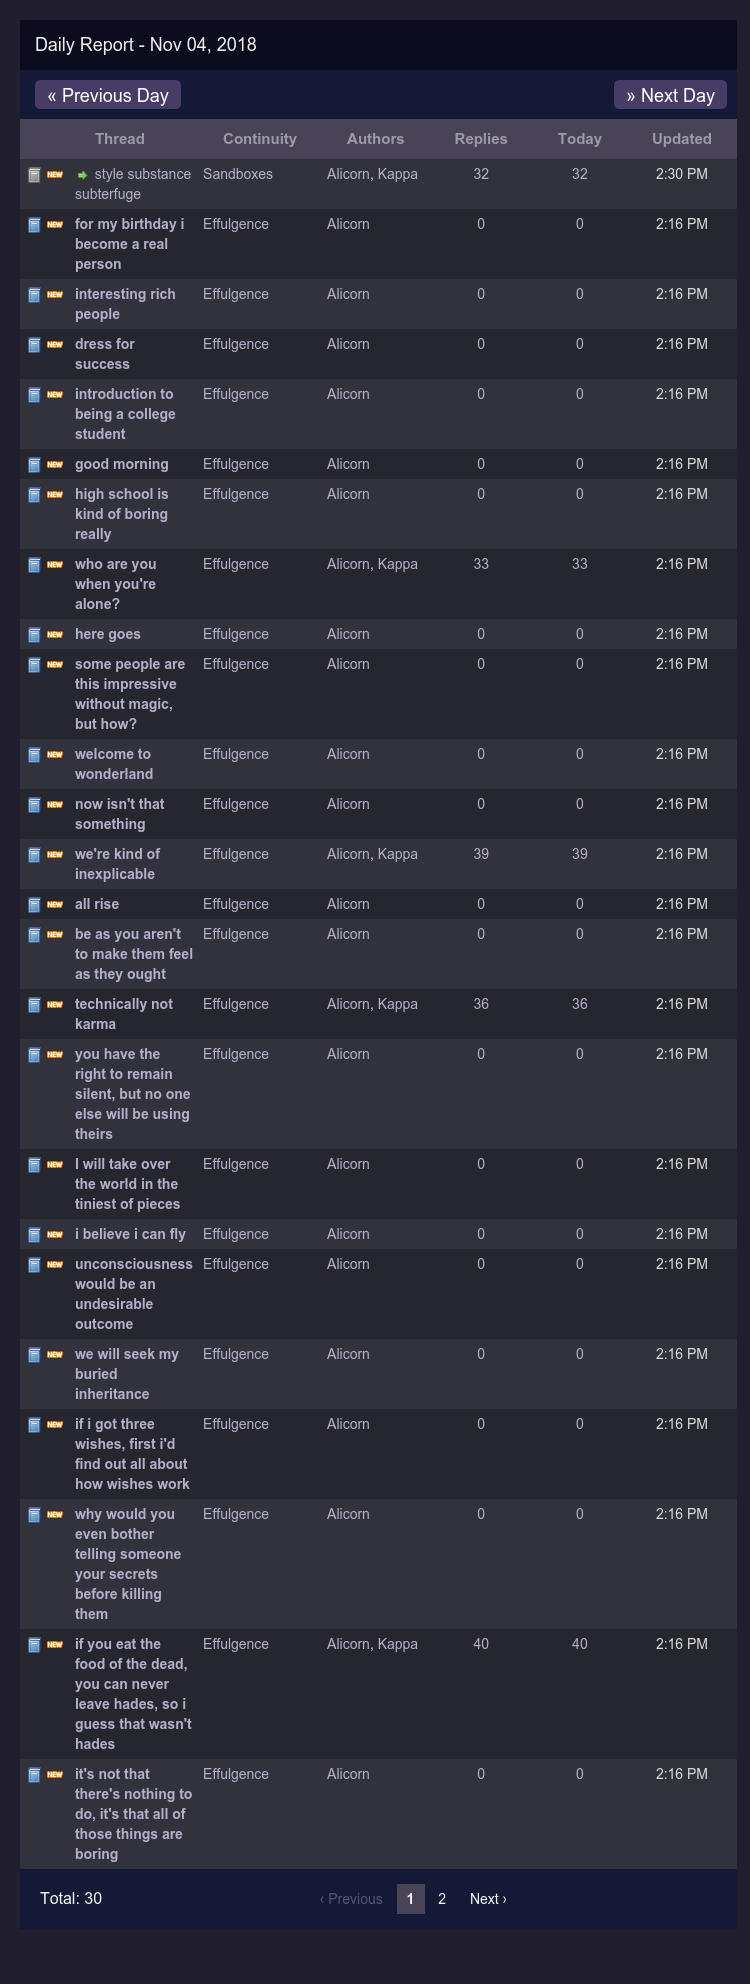 Daily Report - Nov 04, 2018
« Previous Day » Next Day
Thread Continuity Authors Replies Today Updated
NEW style substance Sandboxes Alicorn, Kappa 32 32 2:30 PM
subterfuge
NEW for my birthday i Effulgence Alicorn 0 0 2:16 PM
become a real
person
NEW interesting rich Effulgence Alicorn 0 0 2:16 PM
people
NEW dress for Effulgence Alicorn 0 0 2:16 PM
success
NEW introduction to Effulgence Alicorn 0 0 2:16 PM
being a college
student
NEW good morning Effulgence Alicorn 0 0 2:16 PM
NEW high school is Effulgence Alicorn 0 0 2:16 PM
kind of boring
really
NEW who are you Effulgence Alicorn, Kappa 33 33 2:16 PM
when you're
alone?
NEW here goes Effulgence Alicorn 0 0 2:16 PM
NEW some people are Effulgence Alicorn 0 0 2:16 PM
this impressive
without magic,
but how?
NEW welcome to Effulgence Alicorn 0 0 2:16 PM
wonderland
NEW now isn't that Effulgence Alicorn 0 0 2:16 PM
something
NEW we're kind of Effulgence Alicorn, Kappa 39 39 2:16 PM
inexplicable
NEW all rise Effulgence Alicorn 0 0 2:16 PM
NEW be as you aren't Effulgence Alicorn 0 0 2:16 PM
to make them feel
as they ought
NEW technically not Effulgence Alicorn, Kappa 36 36 2:16 PM
karma
NEW you have the Effulgence Alicorn 0 0 2:16 PM
right to remain
silent, but no one
else will be using
theirs
NEW I will take over Effulgence Alicorn 0 0 2:16 PM
the world in the
tiniest of pieces
NEW i believe i can fly Effulgence Alicorn 0 0 2:16 PM
NEW unconsciousness Effulgence Alicorn 0 0 2:16 PM
would be an
undesirable
outcome
NEW we will seek my Effulgence Alicorn 0 0 2:16 PM
buried
inheritance
NEW if i got three Effulgence Alicorn 0 0 2:16 PM
wishes, first i'd
find out all about
how wishes work
NEW why would you Effulgence Alicorn 0 0 2:16 PM
even bother
telling someone
your secrets
before killing
them
NEW if you eat the Effulgence Alicorn, Kappa 40 40 2:16 PM
food of the dead,
you can never
leave hades, so i
guess that wasn't
hades
NEW it's not that Effulgence Alicorn 0 0 2:16 PM
there's nothing to
do, it's that all of
those things are
boring
Total: 30 ‹ Previous 1 2 Next ›